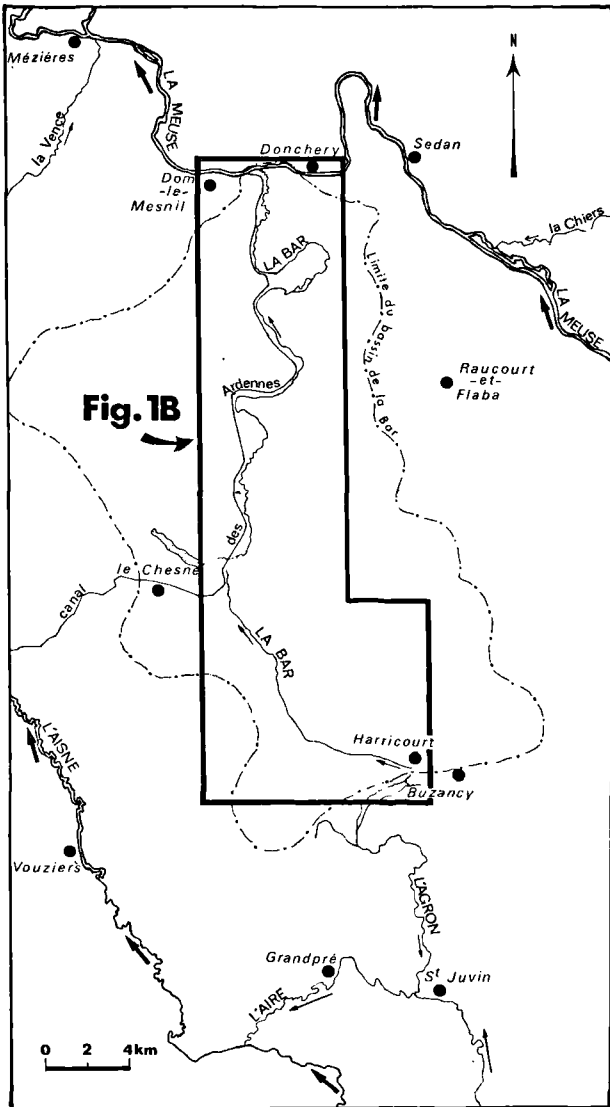 Méziéres
la Vence
LA MEUSE
N
Donchery
Sedan
Dom
-le-
Mesnil
la Chiers
LA BAR
LA MEUSE
Limite du bassin de la Bar
Raucourt
-et-
Flaba
Ardennes
Fig. 1B
des
le Chesne
canal
LA BAR
L'AISNE
Harricourt
Buzancy
Vouziers
L'AGRON
Grandpré
St Juvin
L'AIRE
0 2 4km